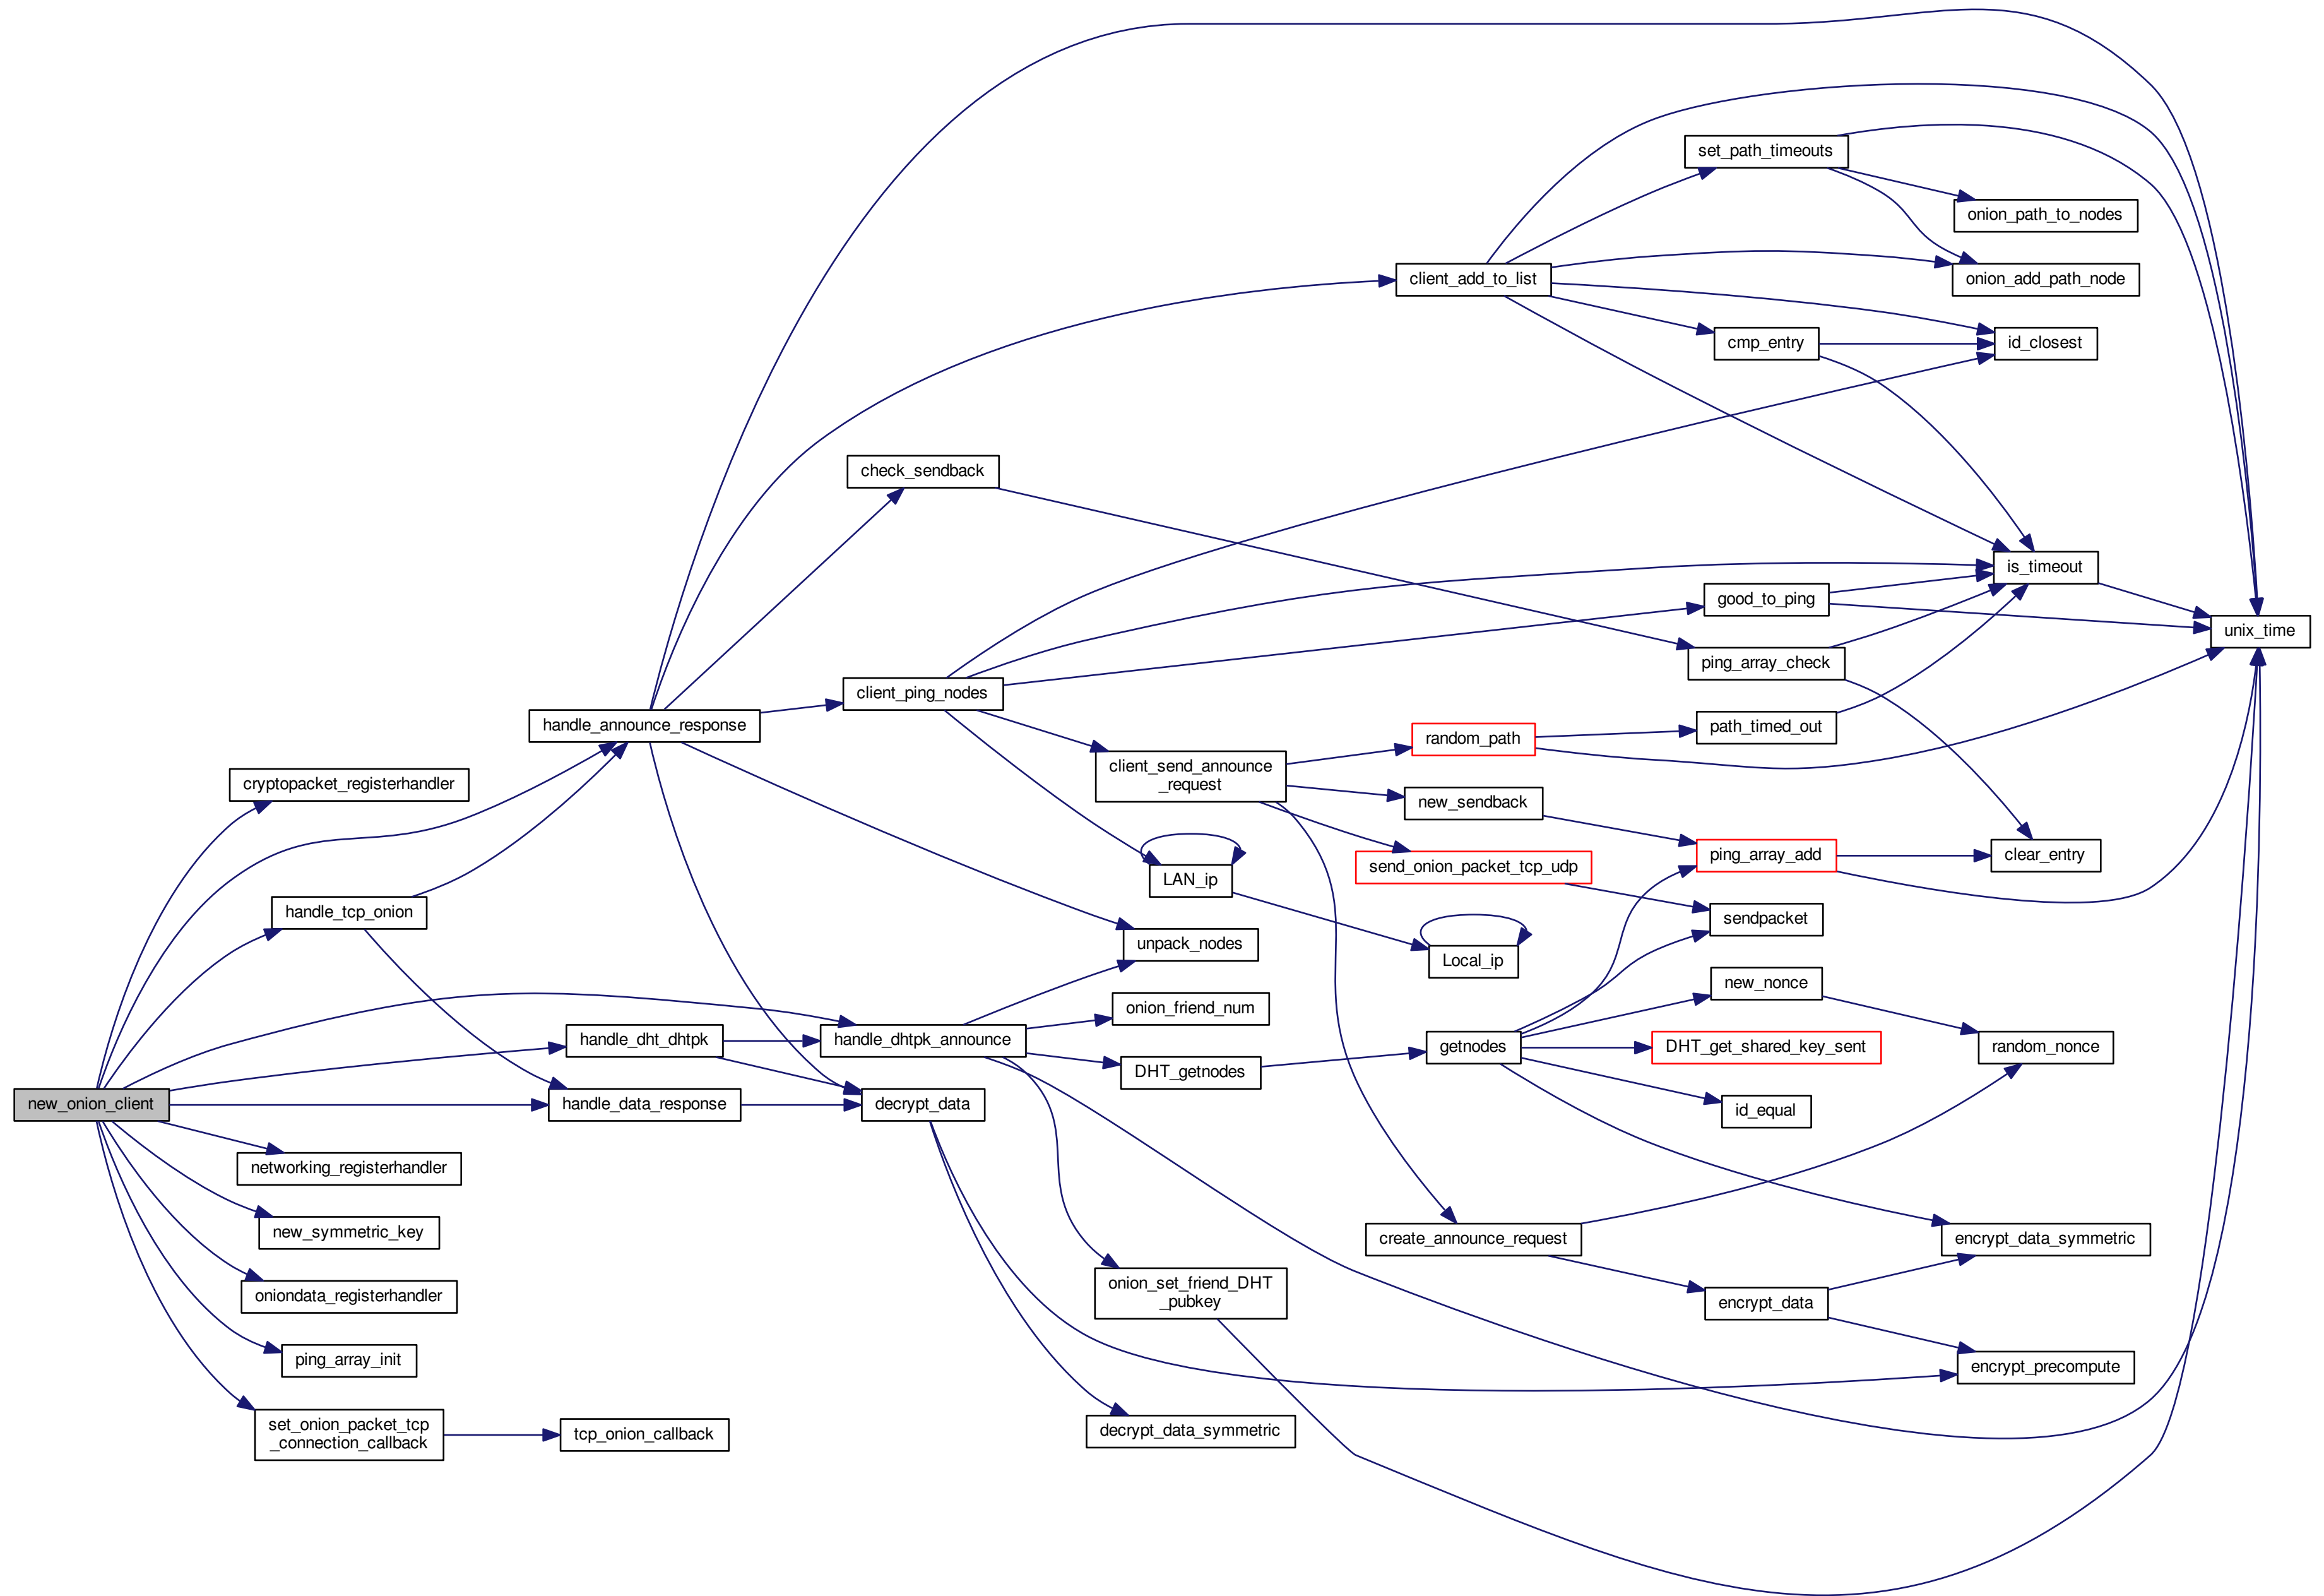 set_path_timeouts
onion_path_to_nodes
client_add_to_list
onion_add_path_node
cmp_entry
id_closest
check_sendback
is_timeout
good_to_ping
unix_time
ping_array_check
client_ping_nodes
handle_announce_response
path_timed_out
random_path
client_send_announce
_request
cryptopacket_registerhandler
new_sendback
ping_array_add
clear_entry
send_onion_packet_tcp_udp
LAN_ip
handle_tcp_onion
sendpacket
unpack_nodes
Local_ip
new_nonce
onion_friend_num
handle_dht_dhtpk
handle_dhtpk_announce
getnodes
DHT_get_shared_key_sent
random_nonce
DHT_getnodes
new_onion_client
handle_data_response
decrypt_data
id_equal
networking_registerhandler
new_symmetric_key
create_announce_request
encrypt_data_symmetric
oniondata_registerhandler
onion_set_friend_DHT
_pubkey
encrypt_data
ping_array_init
encrypt_precompute
set_onion_packet_tcp
_connection_callback
tcp_onion_callback
decrypt_data_symmetric